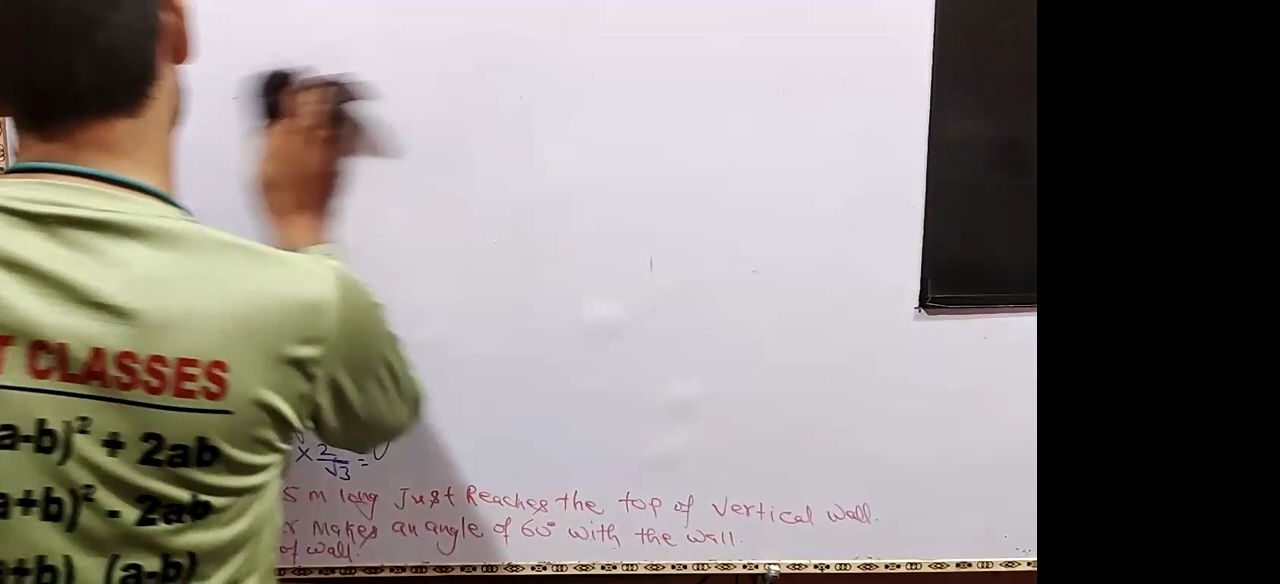 T CLASSES
a-b)² + 2ab
a+b)² - 2ab
+b) (a-b)
× 2/√3 =
5 m long Just Reaches the top of vertical wall.
r Makes an angle of 60° with the wall.
of wall.